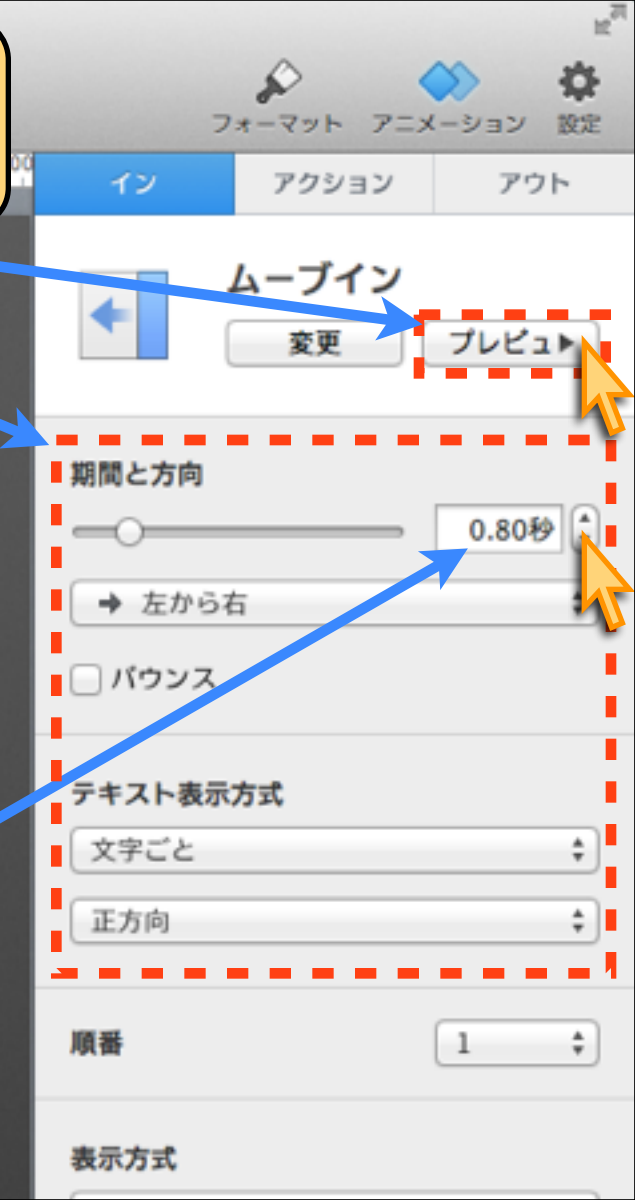 フォーマット アニメーション 設定
00
イン アクション アウト
ムーブイン
変更 プレビュ
期間と方向
0.80秒
左から右
バウンス
テキスト表示方式
文字ごと
正方向
順番 1
表示方式